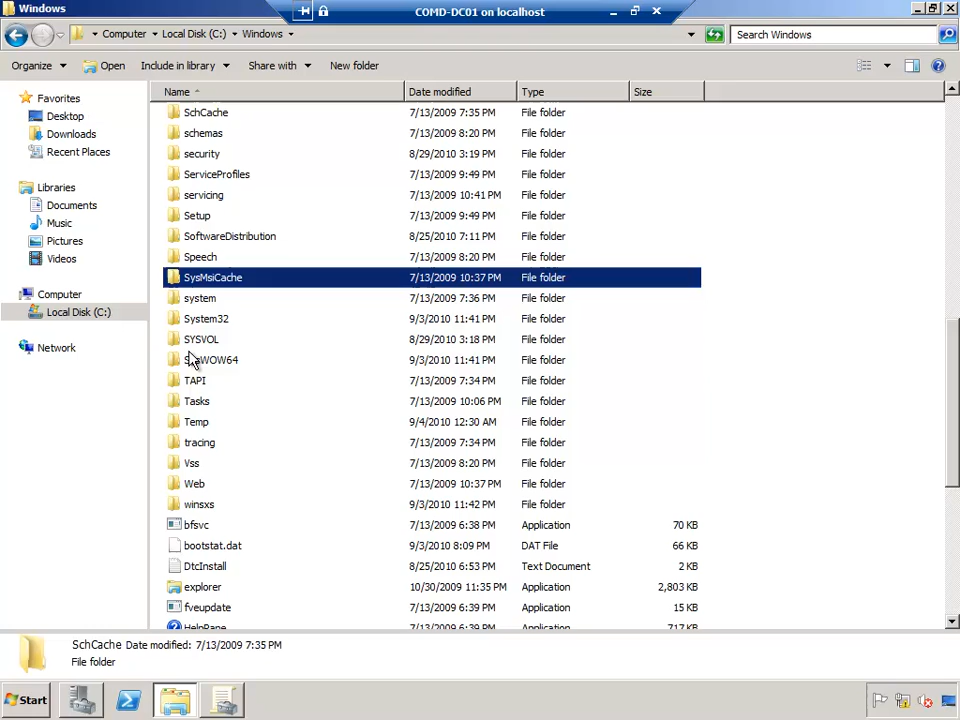 Windows
COMD-DC01 on localhost
Computer Local Disk (C:) Windows
Search Windows
Organize Open Include in library Share with New folder
Name Date modified Type Size
Favorites
Desktop
Downloads
Recent Places
Libraries
Documents
Music
Pictures
Videos
Computer
Local Disk (C:)
Network
SchCache 7/13/2009 7:35 PM File folder
schemas 7/13/2009 8:20 PM File folder
security 8/29/2010 3:19 PM File folder
ServiceProfiles 7/13/2009 9:49 PM File folder
servicing 7/13/2009 10:41 PM File folder
Setup 7/13/2009 9:49 PM File folder
SoftwareDistribution 8/25/2010 7:11 PM File folder
Speech 7/13/2009 8:20 PM File folder
SysMsiCache 7/13/2009 10:37 PM File folder
system 7/13/2009 7:36 PM File folder
System32 9/3/2010 11:41 PM File folder
SYSVOL 8/29/2010 3:18 PM File folder
SysWOW64 9/3/2010 11:41 PM File folder
TAPI 7/13/2009 7:34 PM File folder
Tasks 7/13/2009 10:06 PM File folder
Temp 9/4/2010 12:30 AM File folder
tracing 7/13/2009 7:34 PM File folder
Vss 7/13/2009 8:20 PM File folder
Web 7/13/2009 10:37 PM File folder
winsxs 9/3/2010 11:42 PM File folder
bfsvc 7/13/2009 6:38 PM Application 70 KB
bootstat.dat 9/3/2010 8:09 PM DAT File 66 KB
DtcInstall 8/25/2010 6:53 PM Text Document 2 KB
explorer 10/30/2009 11:35 PM Application 2,803 KB
fveupdate 7/13/2009 6:39 PM Application 15 KB
HelpPane 7/13/2009 6:39 PM Application 717 KB
SchCache Date modified: 7/13/2009 7:35 PM
File folder
Start